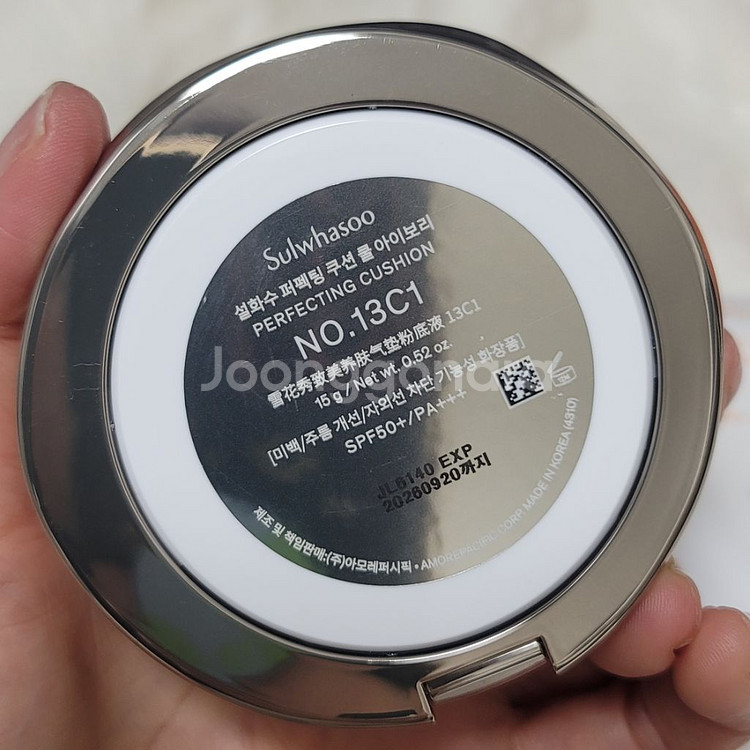 Sulwhasoo
설화수 퍼펙팅 쿠션 쿨 아이보리
PERFECTING CUSHION
NO.13C1
雪花秀致美养肤气垫粉底液 13C1
15 g / Net wt. 0.52 oz.
[미백/주름 개선/자외선 차단 기능성 화장품]
SPF50+/PA+++
JL6140 EXP
20260920까지
제조 및 책임판매:(주)아모레퍼시픽 • AMOREPACIFIC CORP. MADE IN KOREA (4310)
Joonggonara